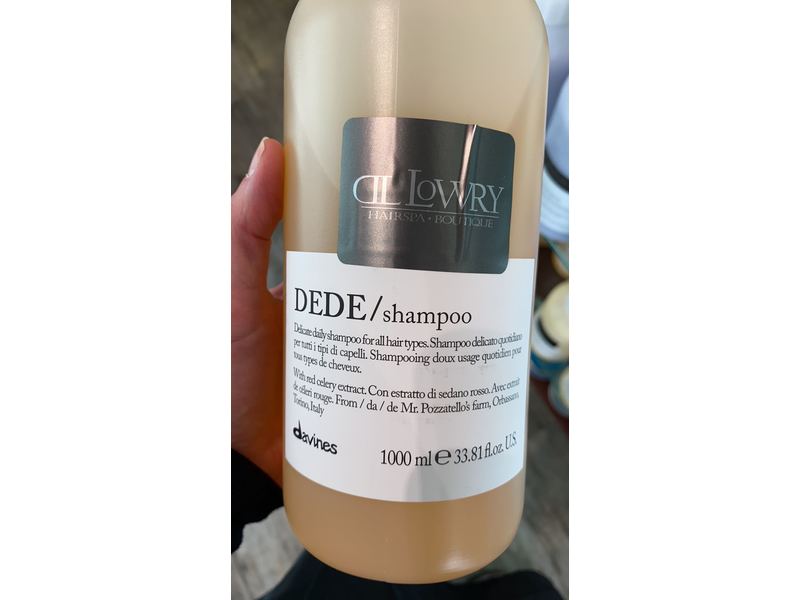 DL LOWRY
HAIRSPA • BOUTIQUE
DEDE/shampoo
Delicate daily shampoo for all hair types. Shampoo delicato quotidiano
per tutti i tipi di capelli. Shampooing doux usage quotidien pour
tous types de cheveux.
With red celery extract. Con estratto di sedano rosso. Avec extrait
de céleri rouge. From / da / de Mr. Pozzatello's farm, Orbassano,
Torino, Italy
davines
1000 ml ℮ 33.81 fl.oz. U.S.